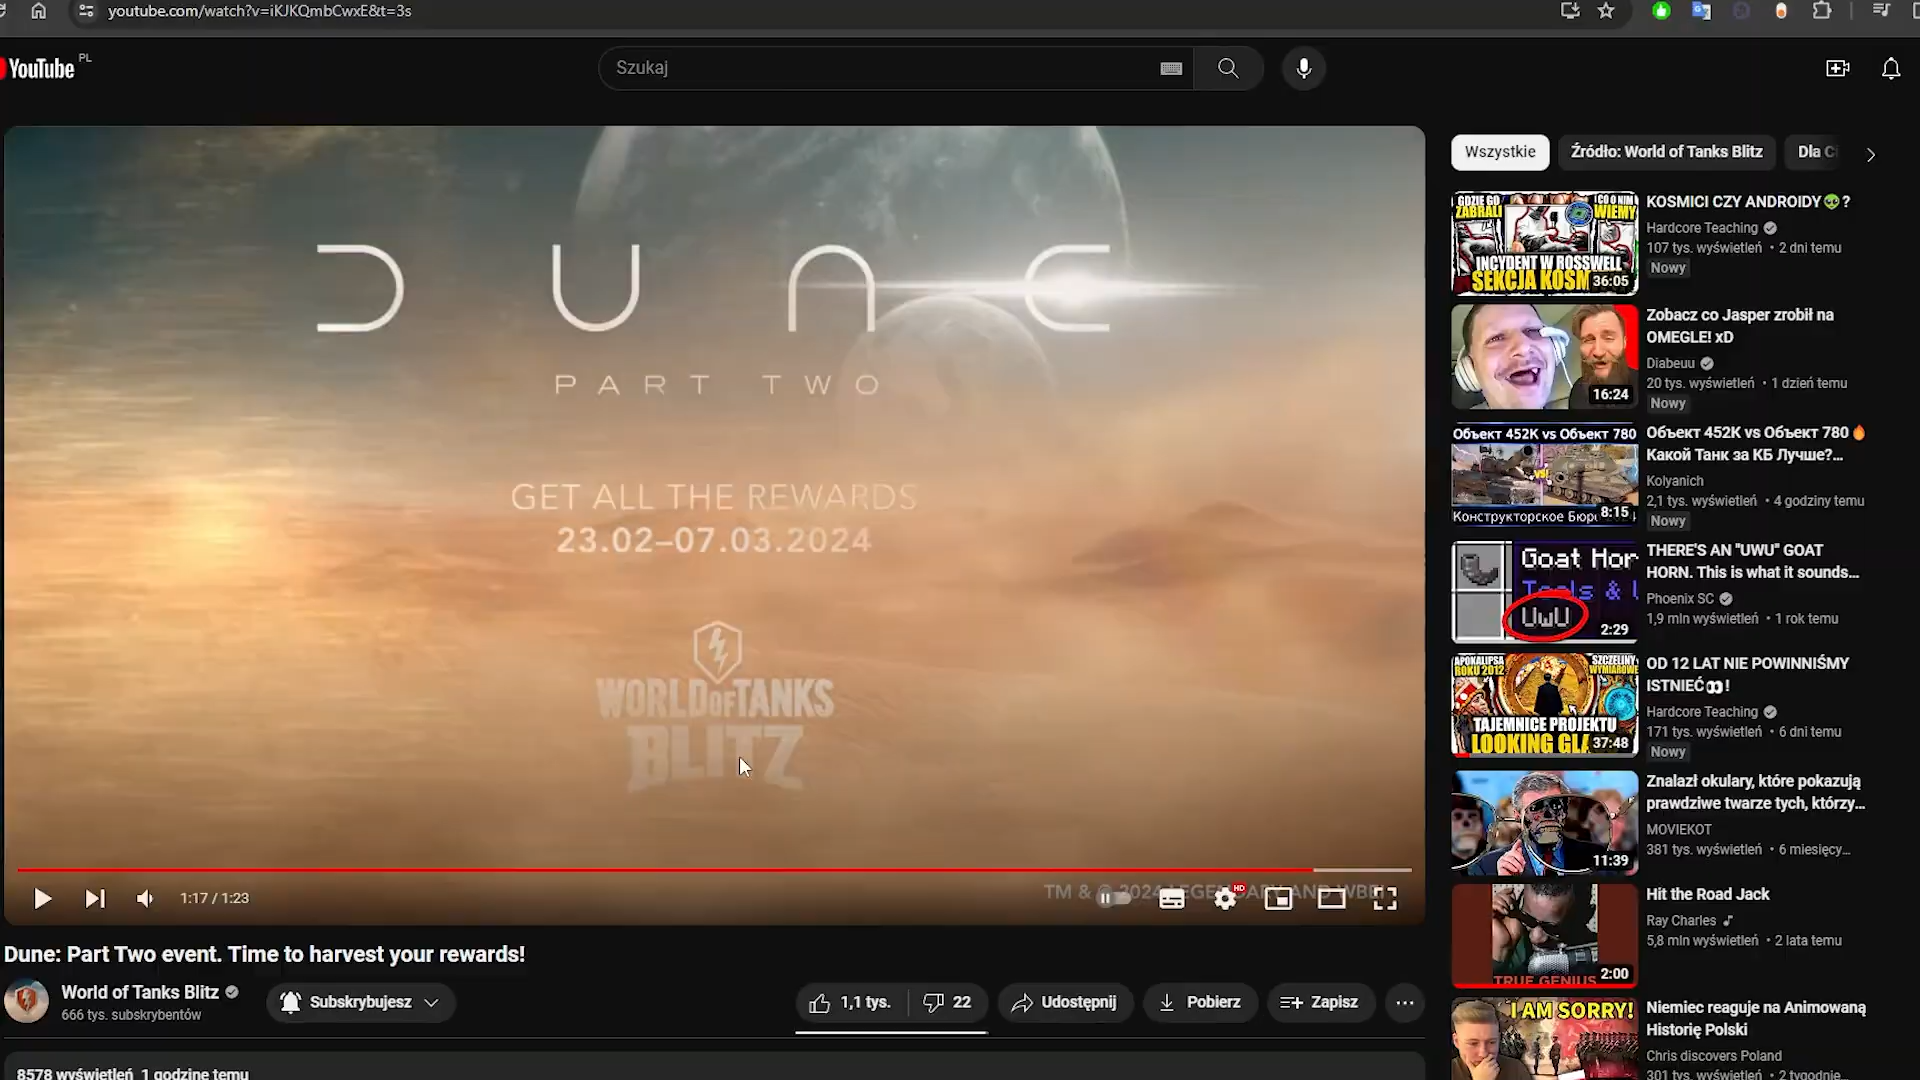 youtube.com/watch?v=iKJKQmbCwxE&t=3s
YouTube PL
Szukaj
DUNE
PART TWO
GET ALL THE REWARDS
23.02–07.03.2024
WORLD OF TANKS
BLITZ
1:17 / 1:23
HD
TM & © 2024 LEGENDARY AND WBEI
Dune: Part Two event. Time to harvest your rewards!
World of Tanks Blitz
666 tys. subskrybentów
Subskrybujesz
1,1 tys.
22
Udostępnij
Pobierz
Zapisz
8578 wyświetleń 1 godzinę temu
Wszystkie
Źródło: World of Tanks Blitz
Dla
GDZIE GO
ZABRALI
CO O NIM
WIEMY
INCYDENT W ROSSWELL
SEKCJA KOSM
36:05
KOSMICI CZY ANDROIDY👽?
Hardcore Teaching
107 tys. wyświetleń • 2 dni temu
Nowy
16:24
Zobacz co Jasper zrobił na
OMEGLE! xD
Diabeuu
20 tys. wyświetleń • 1 dzień temu
Nowy
Объект 452К vs Объект 780
VS
Конструкторское Бюро
8:15
Объект 452К vs Объект 780🔥
Какой Танк за КБ Лучше?...
Kolyanich
2,1 tys. wyświetleń • 4 godziny temu
Nowy
Goat Hor
Tools &
UwU
2:29
THERE'S AN "UWU" GOAT
HORN. This is what it sounds...
Phoenix SC
1,9 mln wyświetleń • 1 rok temu
APOKALIPSA
ROKU 2012
SZCZELINY
WYMIAROWE
TAJEMNICE PROJEKTU
LOOKING GLA
37:48
OD 12 LAT NIE POWINNIŚMY
ISTNIEĆ👀!
Hardcore Teaching
171 tys. wyświetleń • 6 dni temu
Nowy
11:39
Znalazł okulary, które pokazują
prawdziwe twarze tych, którzy...
MOVIEKOT
381 tys. wyświetleń • 6 miesięcy...
TRUE GENIUS
2:00
Hit the Road Jack
Ray Charles
5,8 mln wyświetleń • 2 lata temu
I AM SORRY!
Niemiec reaguje na Animowaną
Historię Polski
Chris discovers Poland
301 tys. wyświetleń • 2 tygodnie...